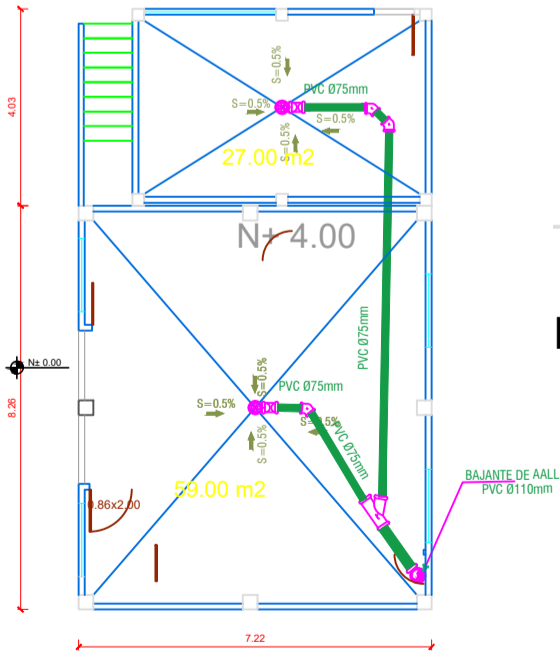 S=0.5%
PVC Ø75mm
S=0.5%
S=0.5%
S=0.5%
27.00 m2
4.03
N+ 4.00
PVC Ø75mm
N± 0.00
S=0.5%
PVC Ø75mm
S=0.5%
S=0.5%
S=0.5%
PVC Ø75mm
8.26
59.00 m2
0.86x2.00
BAJANTE DE AALL
PVC Ø110mm
7.22